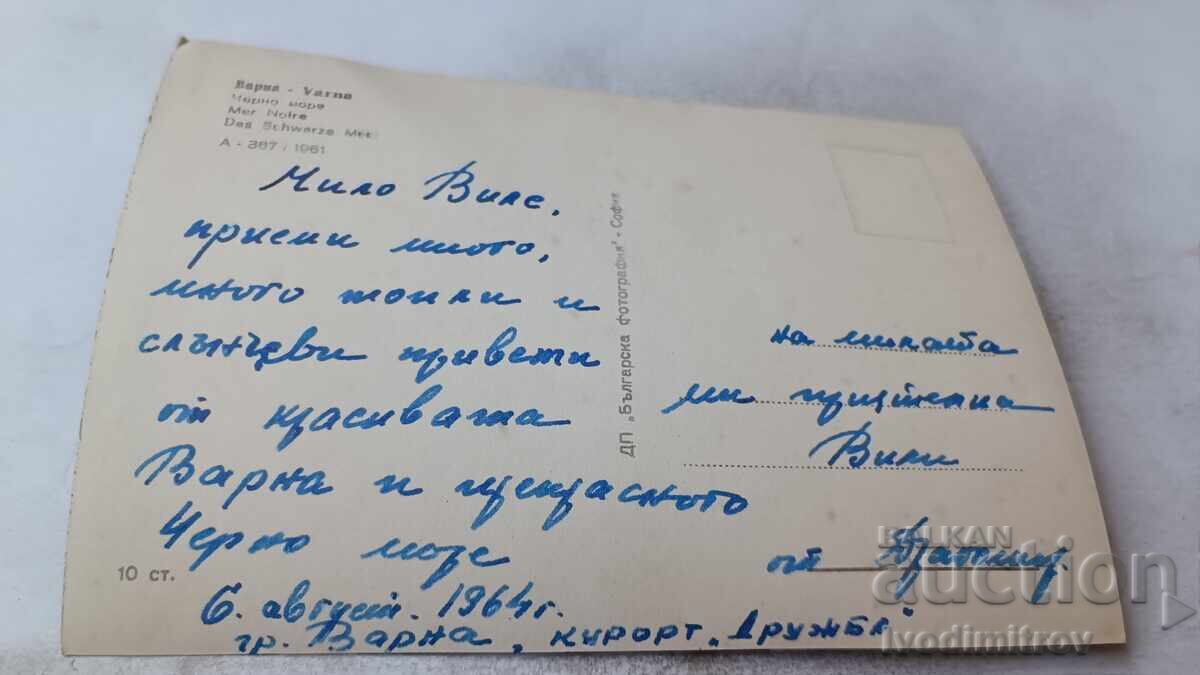 Варна - Varna
Черно море
Mer Noire
Das Schwarze Meer
А - 367 / 1961
Мило Виле,
приеми много,
много топли и
слънчеви привети
от красивата
Варна и прекрасното
Черно море
6. август. 1964 г.
гр. Варна, курорт „Дружба"
10 ст.
ДП „Българска фотография" - София
на милата
ми приятелка
Вили
от
BALKAN
auction
ivodimitrov